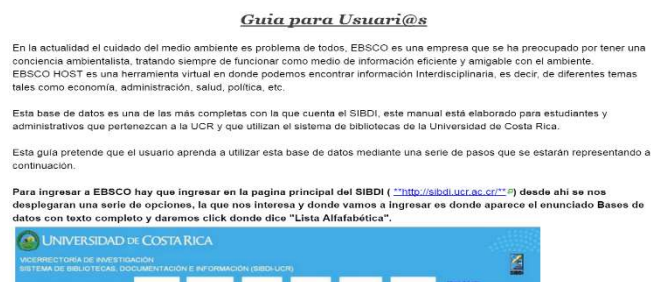 Guia para Usuari@s
En la actualidad el cuidado del medio ambiente es problema de todos, EBSCO es una empresa que se ha preocupado por tener una
conciencia ambientalista, tratando siempre de funcionar como medio de información eficiente y amigable con el ambiente.
EBSCO HOST es una herramienta virtual en donde podemos encontrar información Interdisciplinaria, es decir, de diferentes temas
tales como economía, administración, salud, política, etc.
Esta base de datos es una de las más completas con la que cuenta el SIBDI, este manual está elaborado para estudiantes y
administrativos que pertenezcan a la UCR y que utilizan el sistema de bibliotecas de la Universidad de Costa Rica.
Esta guía pretende que el usuario aprenda a utilizar esta base de datos mediante una serie de pasos que se estarán representando a
continuación.
Para ingresar a EBSCO hay que ingresar en la pagina principal del SIBDI ( **http://sibdi.ucr.ac.cr/** ) desde ahi se nos
desplegaran una serie de opciones, la que nos interesa y donde vamos a ingresar es donde aparece el enunciado Bases de
datos con texto completo y daremos click donde dice "Lista Alfafabética".
UNIVERSIDAD DE COSTA RICA
VICERRECTORÍA DE INVESTIGACIÓN
SISTEMA DE BIBLIOTECAS, DOCUMENTACIÓN E INFORMACIÓN (SIBDI-UCR)